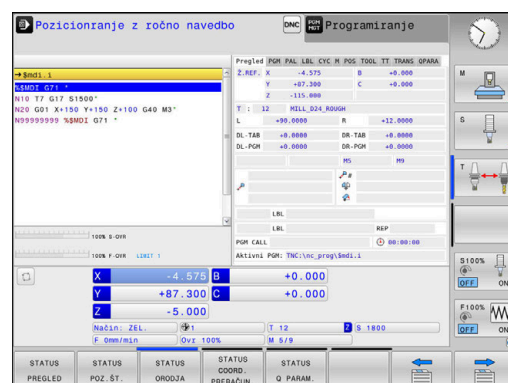 Pozicionranje z ročno navedbo
DNC
PGM MGT
Programiranje
→$mdi.i
%$MDI G71 *
N10 T7 G17 S1500*
N20 G01 X+150 Y+150 Z+100 G40 M3*
N99999999 %$MDI G71 *
Pregled PGM PAL LBL CYC M POS TOOL TT TRANS QPARA
Ž.REF. X -4.575 B +0.000
Y +87.300 C +0.000
Z -115.000
T : 12 MILL_D24_ROUGH
L +90.0000 R +12.0000
DL-TAB +0.0000 DR-TAB +0.0000
DL-PGM +0.0000 DR-PGM +0.0000
M5 M9
P#
LBL
LBL REP
PGM CALL 00:00:00
Aktivni PGM: TNC:\nc_prog\$mdi.i
100% S-OVR
100% F-OVR LIMIT 1
X -4.575 B +0.000
Y +87.300 C +0.000
Z -5.000
Način: ŽEL. 1 T 12 Z S 1800
F 0mm/min Ovr 100% M 5/9
STATUS PREGLED
STATUS POZ.ŠT.
STATUS ORODJA
STATUS COORD. PRERAČUN.
STATUS Q PARAM.
M
S
T
S100%
OFF ON
F100%
OFF ON